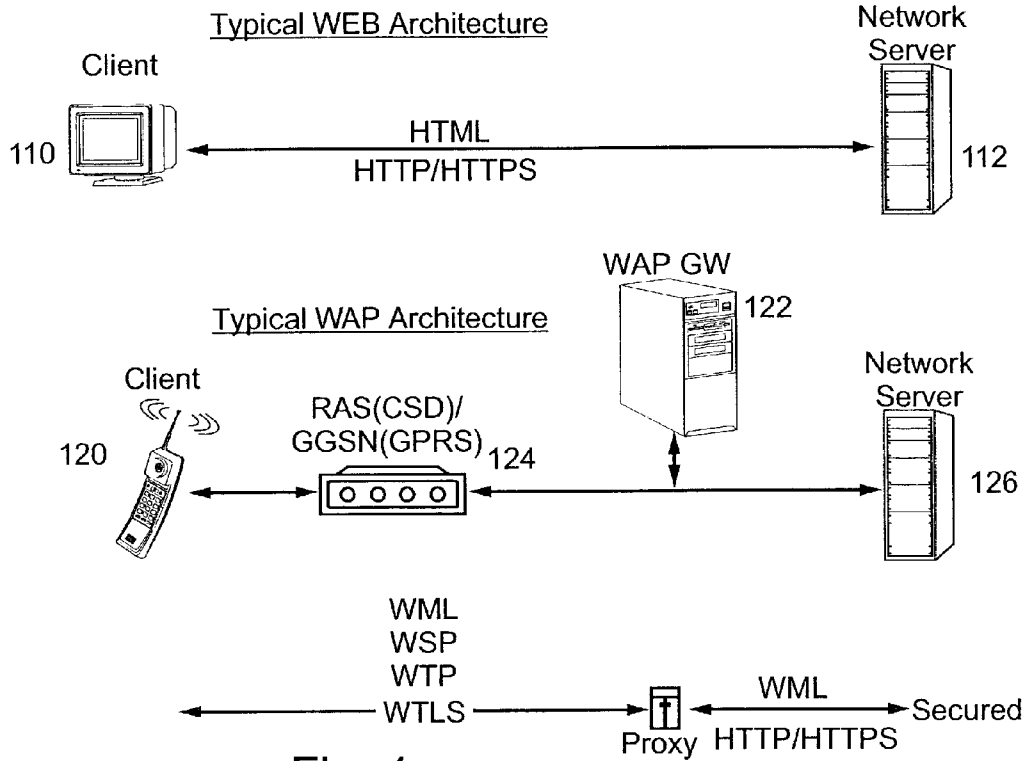 Typical WEB Architecture
Network
Server
Client
110
HTML
HTTP/HTTPS
112
WAP GW
122
Typical WAP Architecture
Client
RAS(CSD)/
GGSN(GPRS)
124
Network
Server
120
126
WML
WSP
WTP
WTLS
Proxy
WML
HTTP/HTTPS
Secured